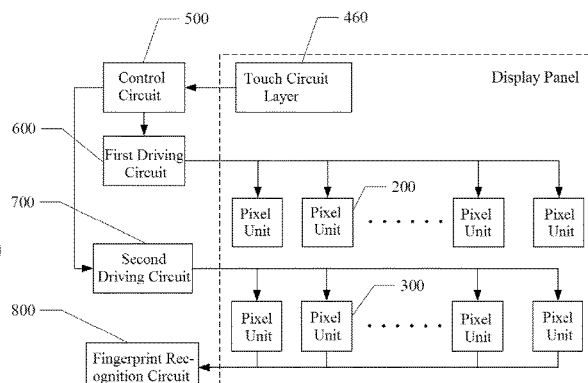 500
460
Control
Circuit
Touch Circuit
Layer
Display Panel
600
First Driving
Circuit
200
700
Pixel
Unit
Pixel
Unit
Pixel
Unit
Pixel
Unit
Second
Driving Circuit
300
800
Pixel
Unit
Pixel
Unit
Pixel
Unit
Pixel
Unit
Fingerprint Rec-
ognition Circuit